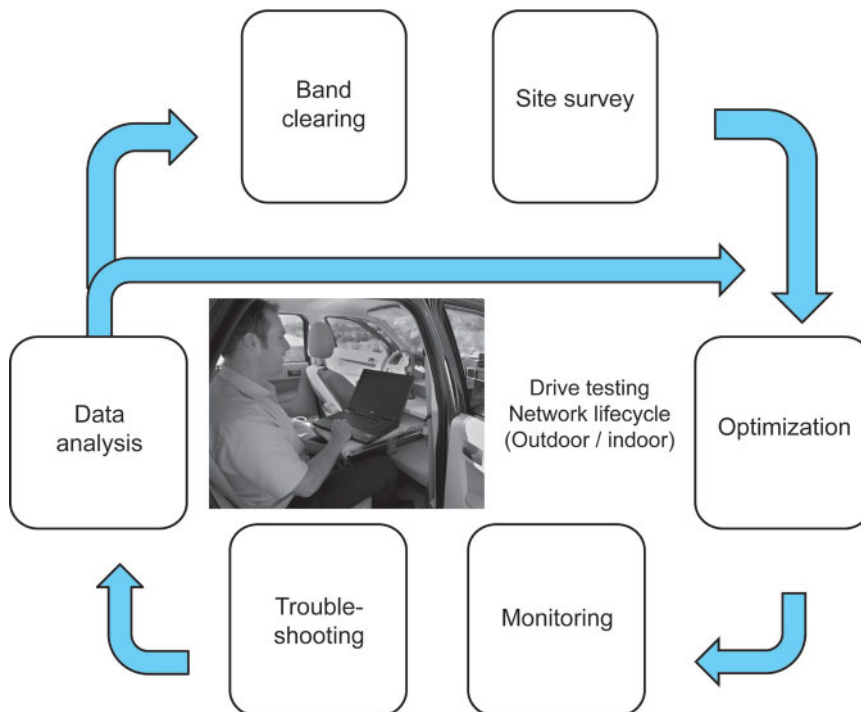 Band
clearing
Site survey
Data
analysis
Drive testing
Network lifecycle
(Outdoor / indoor)
Optimization
Trouble-
shooting
Monitoring